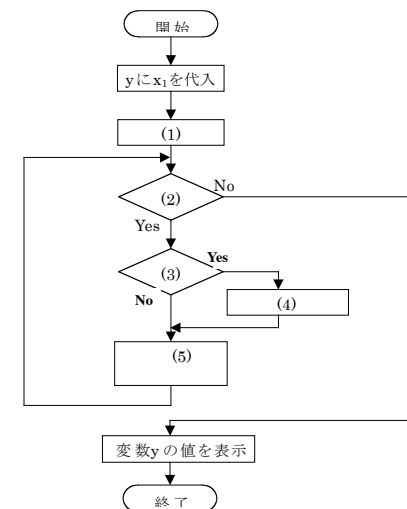 開始
yにx₁を代入
(1)
(2)
No
Yes
(3)
Yes
No
(4)
(5)
変数yの値を表示
終了